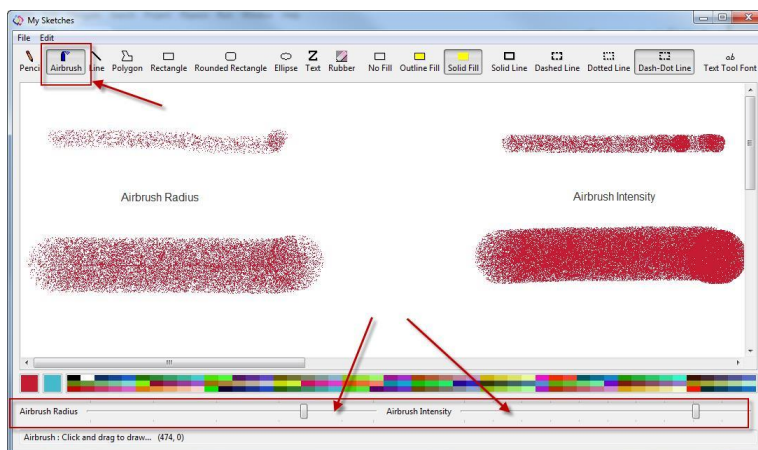 My Sketches
File Edit
Pencil Airbrush Line Polygon Rectangle Rounded Rectangle Ellipse Text Rubber No Fill Outline Fill Solid Fill Solid Line Dashed Line Dotted Line Dash-Dot Line Text Tool Font
Airbrush Radius Airbrush Intensity
Airbrush Radius Airbrush Intensity
Airbrush : Click and drag to draw... (474, 0)